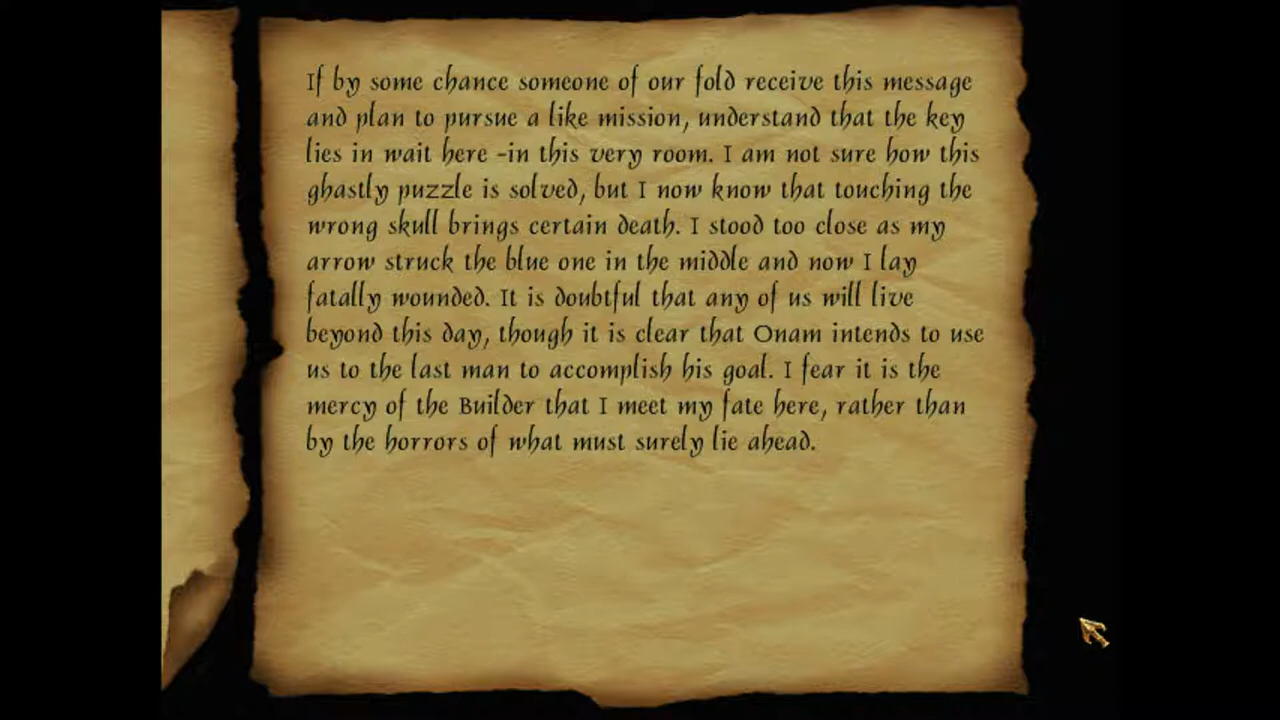 If by some chance someone of our fold receive this message
and plan to pursue a like mission, understand that the key
lies in wait here -in this very room. I am not sure how this
ghastly puzzle is solved, but I now know that touching the
wrong skull brings certain death. I stood too close as my
arrow struck the blue one in the middle and now I lay
fatally wounded. It is doubtful that any of us will live
beyond this day, though it is clear that Onam intends to use
us to the last man to accomplish his goal. I fear it is the
mercy of the Builder that I meet my fate here, rather than
by the horrors of what must surely lie ahead.